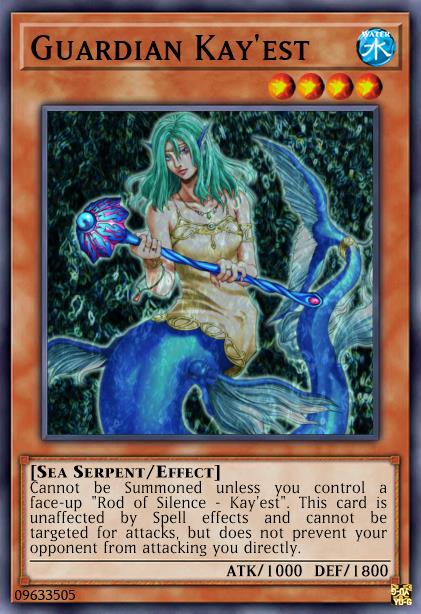 Guardian Kay'est
WATER
水
[Sea Serpent/Effect]
Cannot be Summoned unless you control a
face-up "Rod of Silence - Kay'est". This card is
unaffected by Spell effects and cannot be
targeted for attacks, but does not prevent your
opponent from attacking you directly.
ATK/1000 DEF/1800
09633505